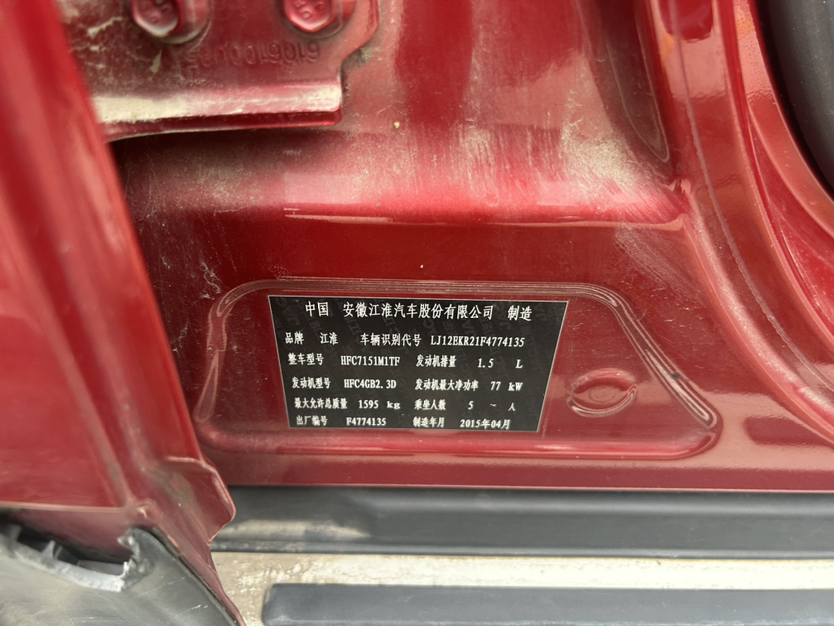 中国 安徽江淮汽车股份有限公司 制造
品牌 江淮 车辆识别代号 LJ12EKR21F4774135
整车型号 HFC7151M1TF 发动机排量 1.5 L
发动机型号 HFC4GB2.3D 发动机最大净功率 77 kW
最大允许总质量 1595 kg 乘坐人数 5 ~ 人
出厂编号 F4774135 制造年月 2015年04月